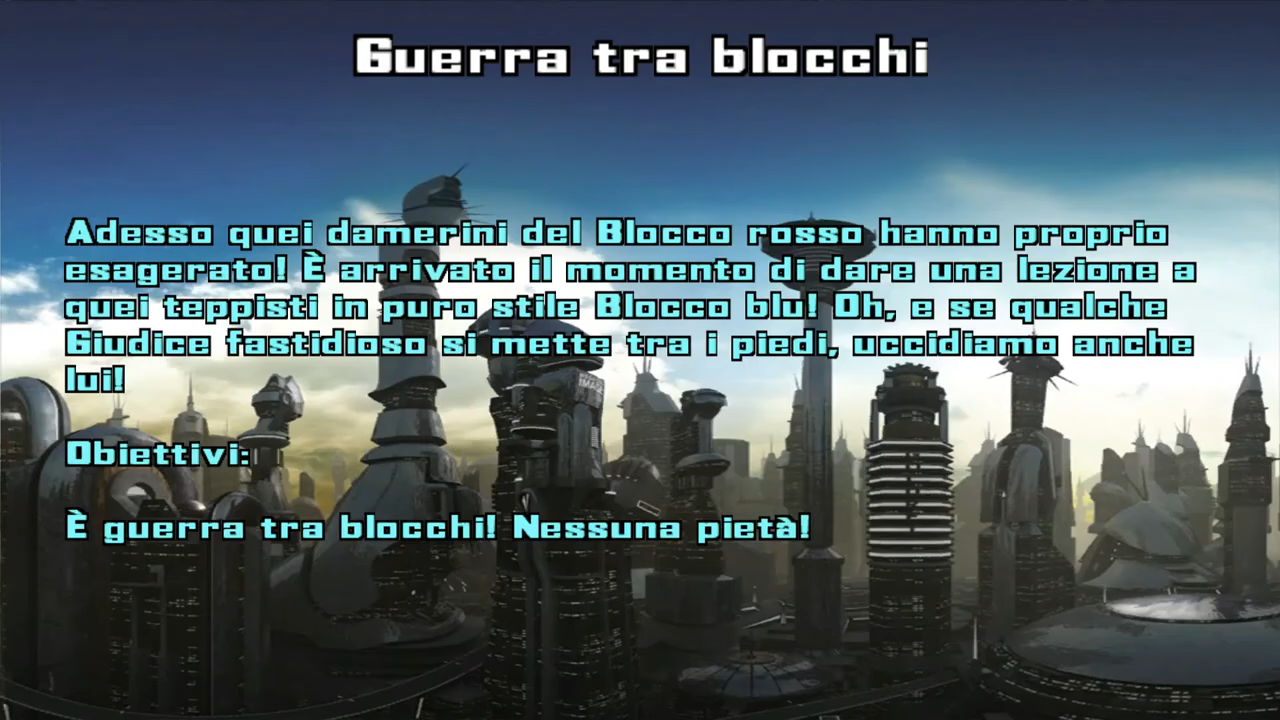 Guerra tra blocchi
Adesso quei damerini del Blocco rosso hanno proprio
esagerato! È arrivato il momento di dare una lezione a
quei teppisti in puro stile Blocco blu! Oh, e se qualche
Giudice fastidioso si mette tra i piedi, uccidiamo anche
lui!
Obiettivi:
È guerra tra blocchi! Nessuna pietà!